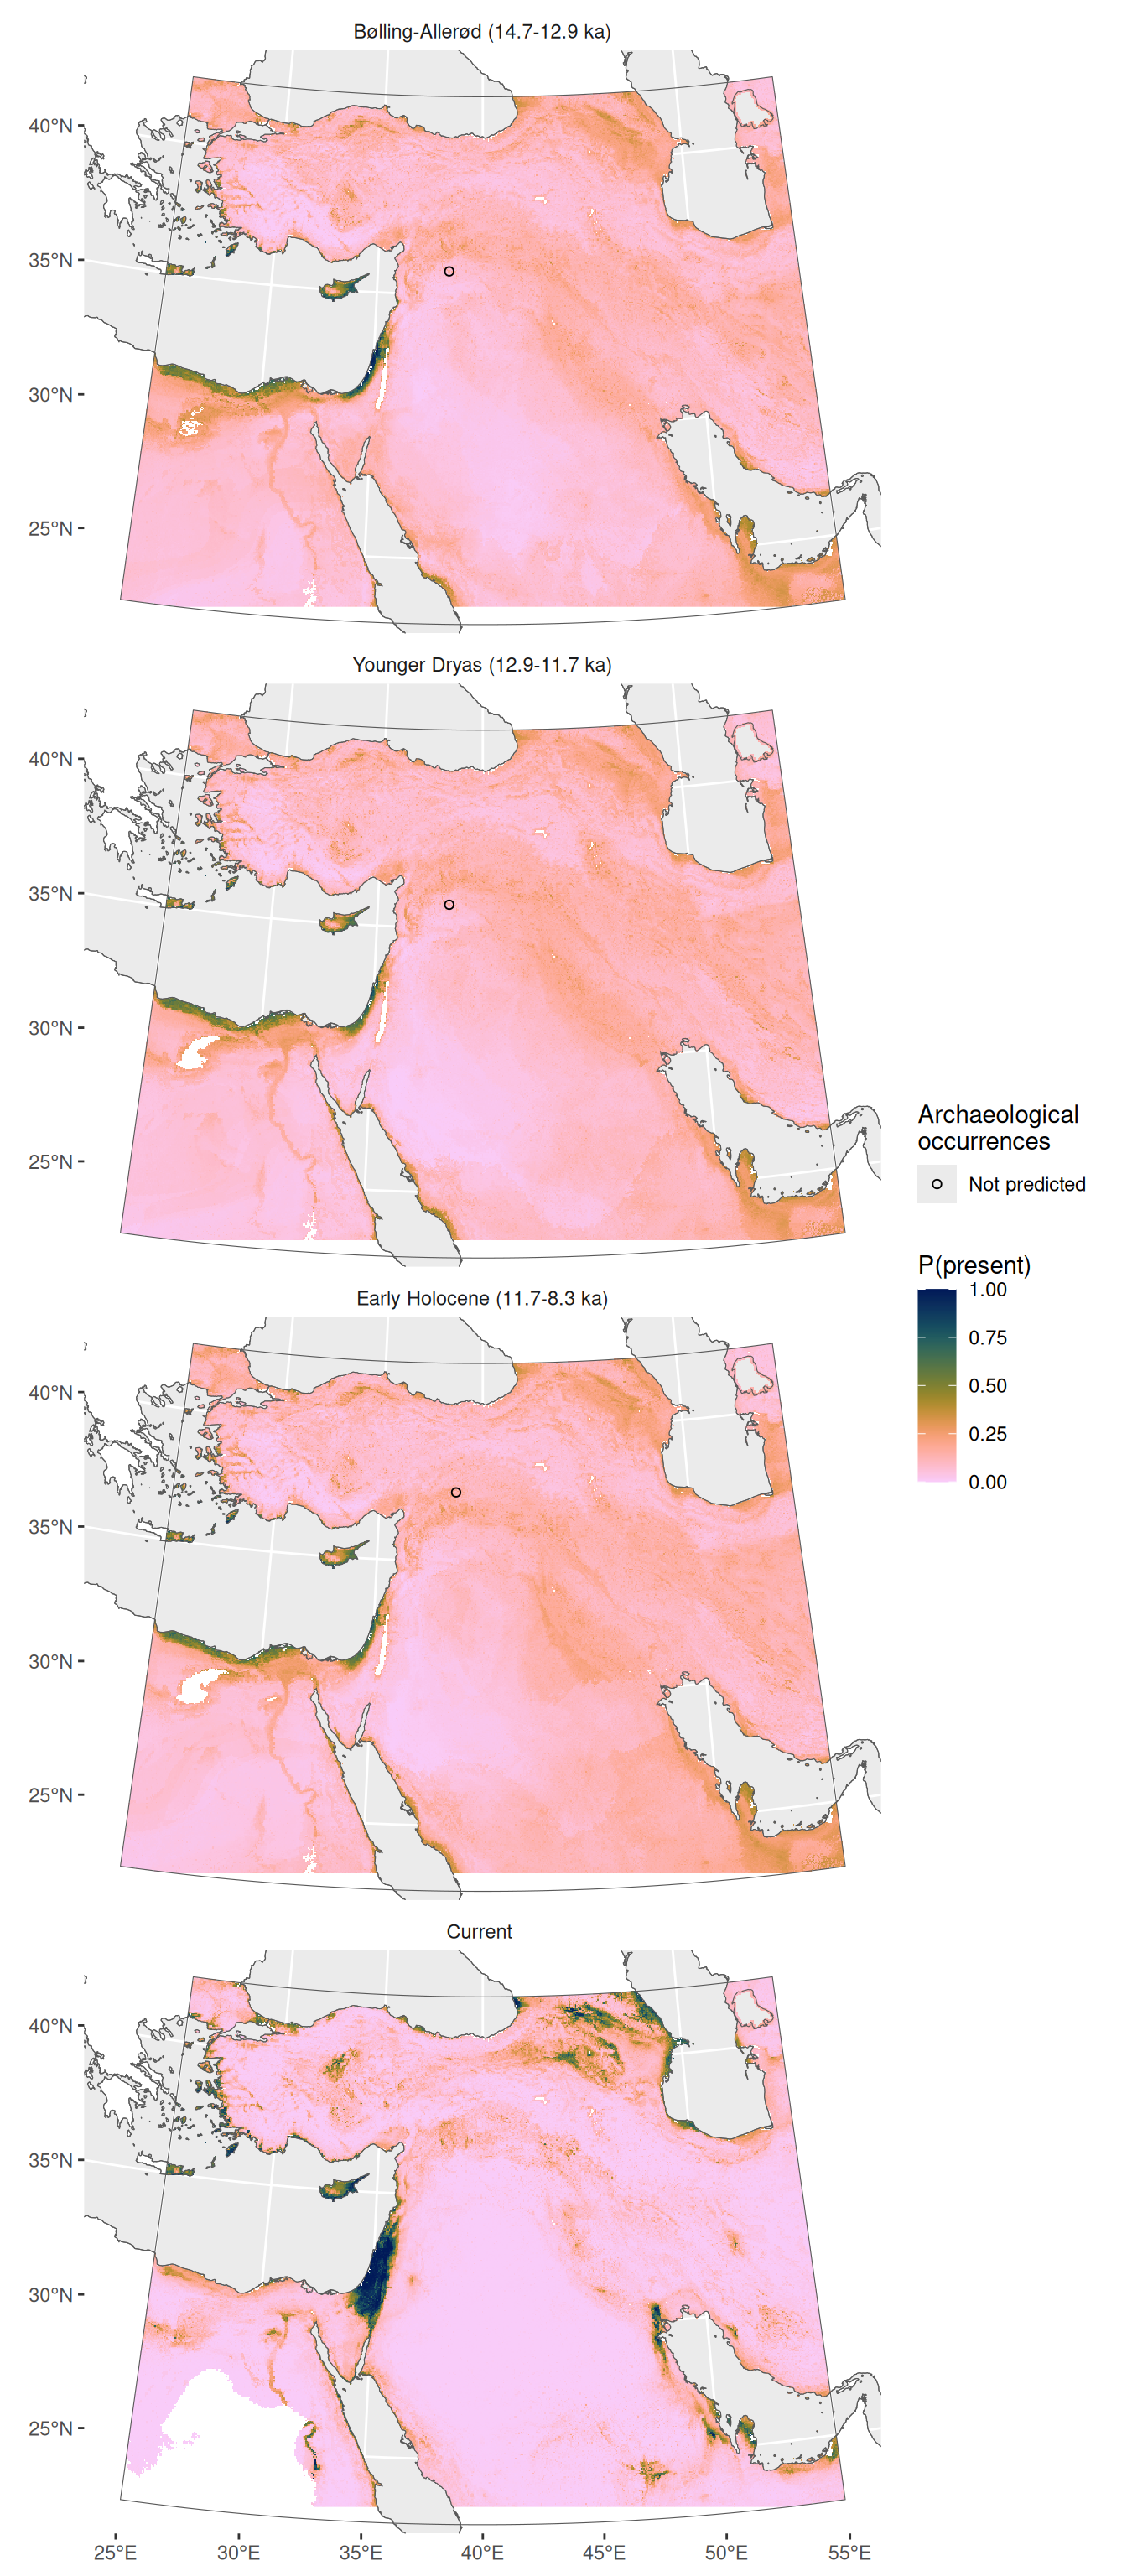 Bølling-Allerød (14.7-12.9 ka)
40°N
35°N
30°N
25°N
Younger Dryas (12.9-11.7 ka)
40°N
35°N
30°N
25°N
Archaeological
occurrences
Not predicted
P(present)
1.00
0.75
0.50
0.25
0.00
Early Holocene (11.7-8.3 ka)
40°N
35°N
30°N
25°N
Current
40°N
35°N
30°N
25°N
25°E 30°E 35°E 40°E 45°E 50°E 55°E